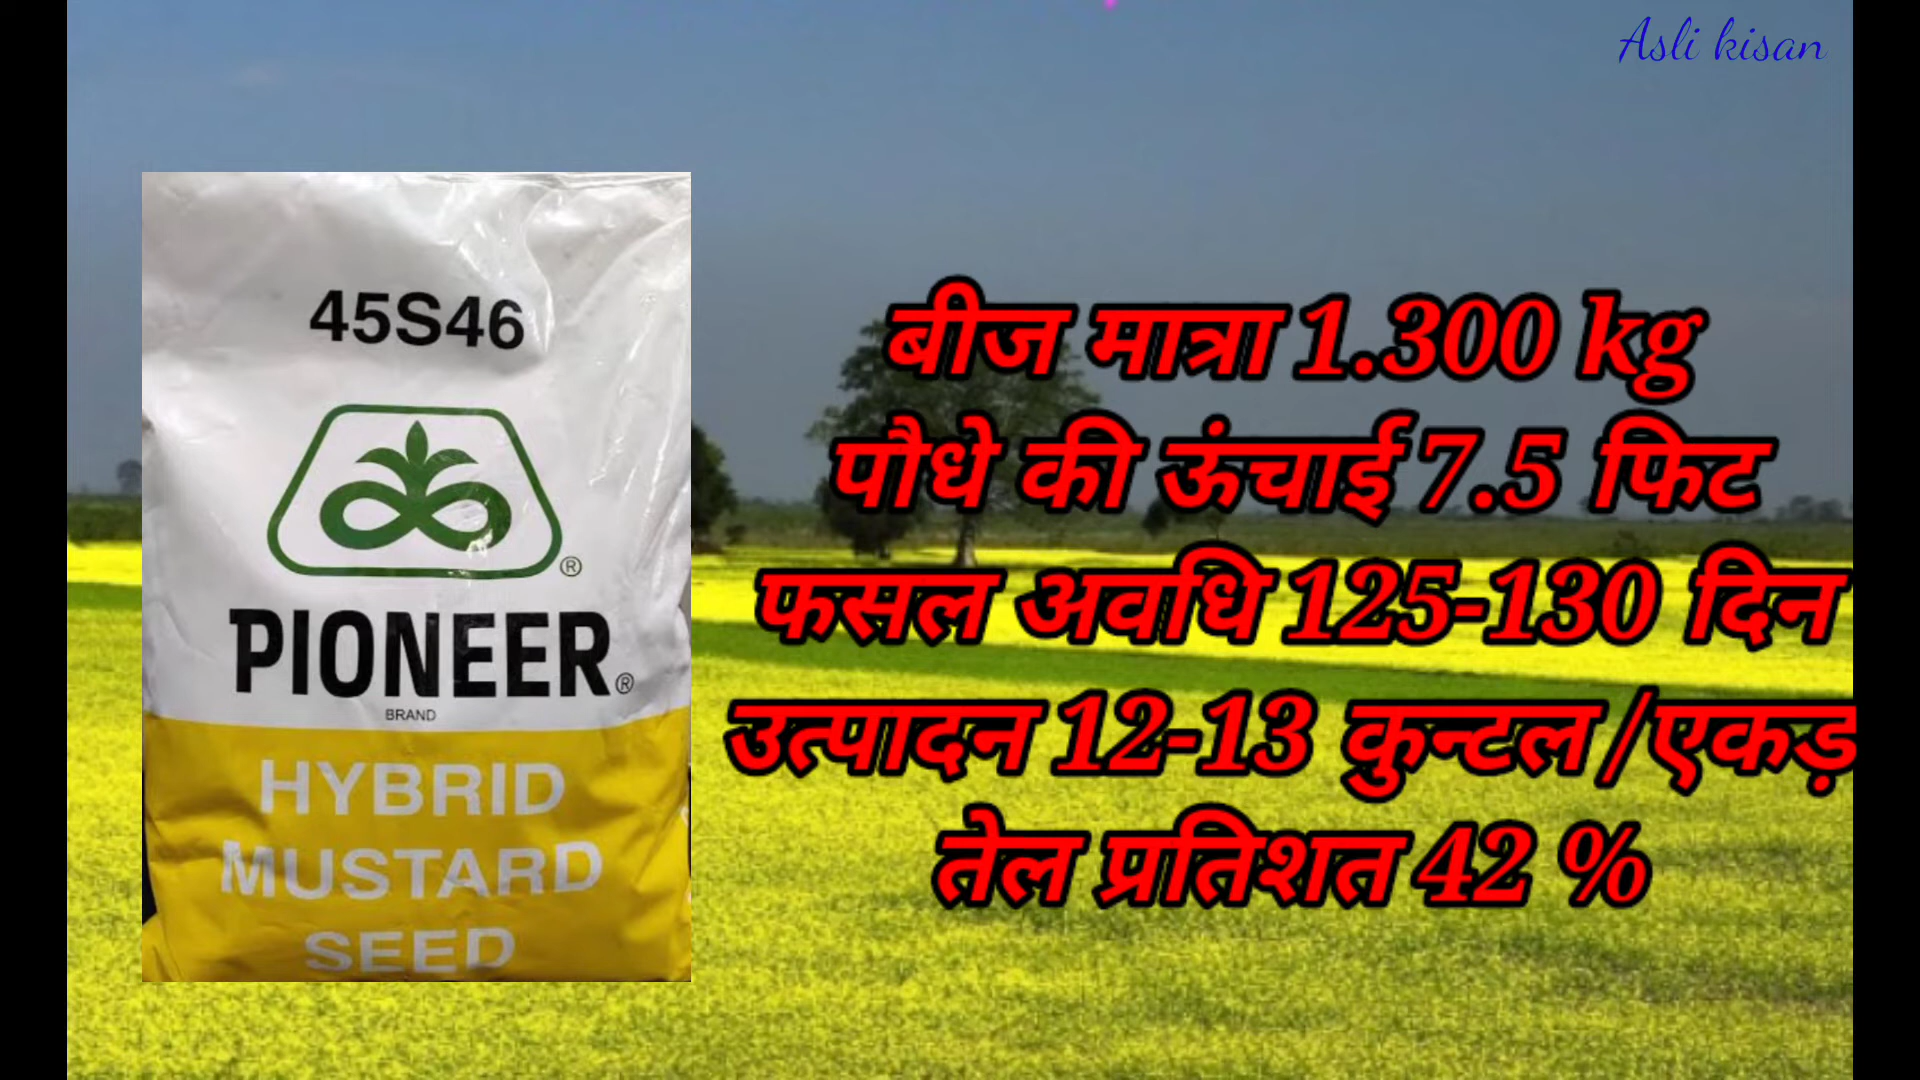 Asli kisan
45S46
PIONEER®
BRAND
HYBRID
MUSTARD
SEED
बीज मात्रा 1.300 kg
पौधे की ऊंचाई 7.5 फिट
फसल अवधि 125-130 दिन
उत्पादन 12-13 कुन्टल /एकड़
तेल प्रतिशत 42 %